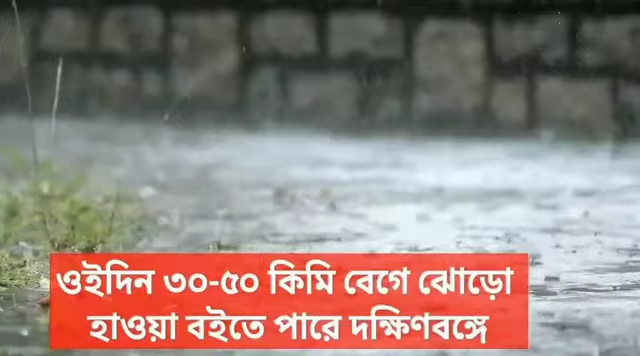 ওইদিন ৩০-৫০ কিমি বেগে ঝোড়ো
হাওয়া বইতে পারে দক্ষিণবঙ্গে